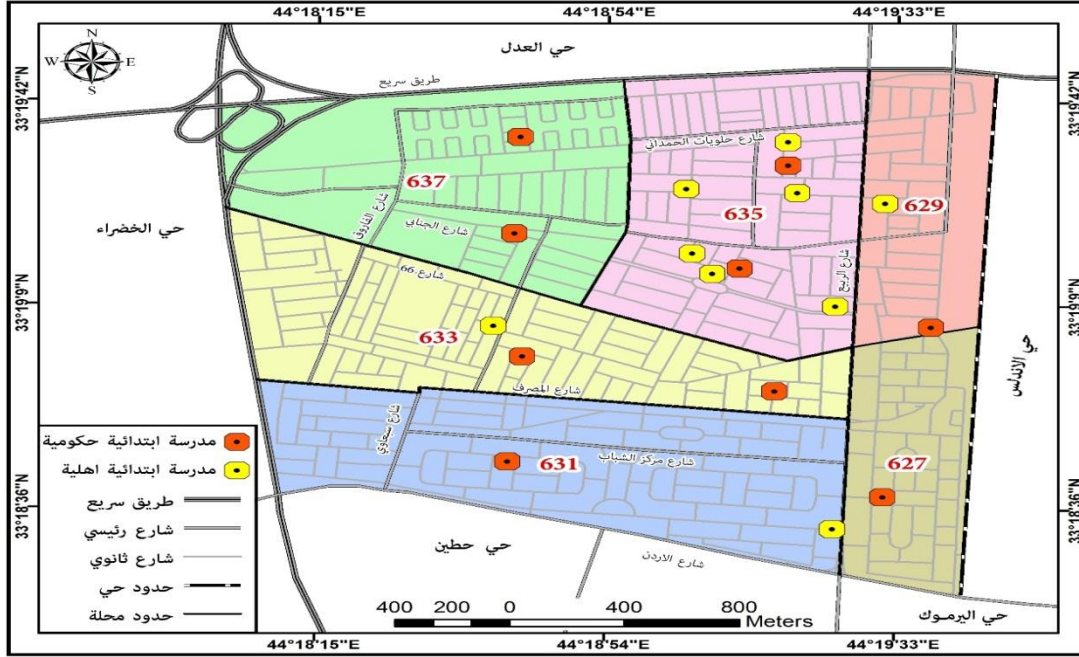 44°18'15"E
44°18'54"E
44°19'33"E
حي العدل
N
W E
S
طريق سريع
33°19'42"N
33°19'42"N
شارع حلويات الحمداني
637
635
629
حي الخضراء
شارع الفاروق
شارع الجنابي
شارع الربيع
شارع 66
33°19'9"N
33°19'9"N
633
حي الاندلس
شارع المصرف
شارع سبعاوي
شارع مركز الشباب
631
627
مدرسة ابتدائية حكومية
مدرسة ابتدائية اهلية
طريق سريع
شارع رئيسي
شارع ثانوي
حدود حي
حدود محلة
33°18'36"N
33°18'36"N
حي حطين
شارع الاردن
حي اليرموك
400 200 0 400 800
Meters
44°18'15"E
44°18'54"E
44°19'33"E